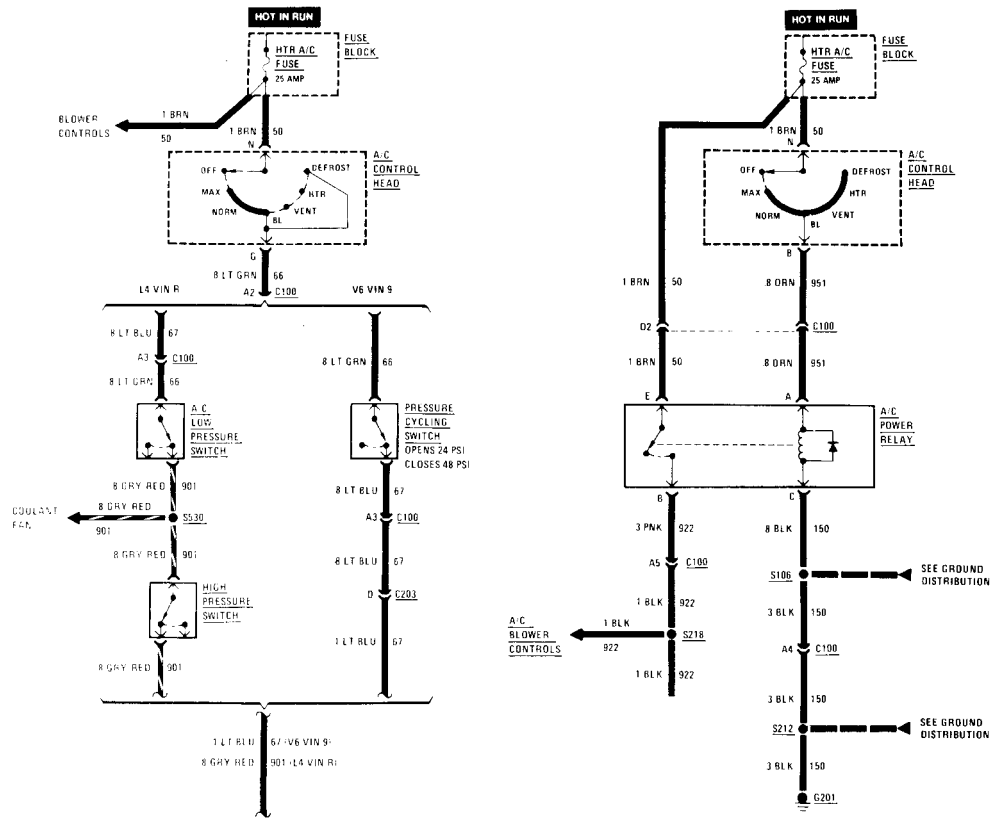 HOT IN RUN
FUSE
BLOCK
HTR A/C
FUSE
25 AMP
1 BRN
50
BLOWER
CONTROLS
1 BRN
50
N
A/C
CONTROL
HEAD
OFF
DEFROST
MAX
HTR
NORM
VENT
BL
G
8 LT GRN
66
A2
C100
L4 VIN R
V6 VIN 9
8 LT BLU
67
A3
C100
8 LT GRN
66
8 LT GRN
66
A/C
LOW
PRESSURE
SWITCH
PRESSURE
CYCLING
SWITCH
OPENS 24 PSI
CLOSES 48 PSI
8 GRY RED
901
8 LT BLU
67
COOLANT
FAN
8 GRY RED
901
S530
A3
C100
8 GRY RED
901
8 LT BLU
67
HIGH
PRESSURE
SWITCH
D
C203
1 LT BLU
67
8 GRY RED
901
1 LT BLU
67 (V6 VIN 9)
8 GRY RED
901 (L4 VIN R)
HOT IN RUN
FUSE
BLOCK
HTR A/C
FUSE
25 AMP
1 BRN
50
N
A/C
CONTROL
HEAD
OFF
DEFROST
MAX
HTR
NORM
VENT
BL
B
1 BRN
50
.8 ORN
951
D2
C100
1 BRN
50
.8 ORN
951
E
A
A/C
POWER
RELAY
B
C
3 PNK
922
8 BLK
150
A5
C100
S106
SEE GROUND
DISTRIBUTION
1 BLK
922
3 BLK
150
A/C
BLOWER
CONTROLS
1 BLK
922
S218
A4
C100
1 BLK
922
3 BLK
150
S212
SEE GROUND
DISTRIBUTION
3 BLK
150
G201